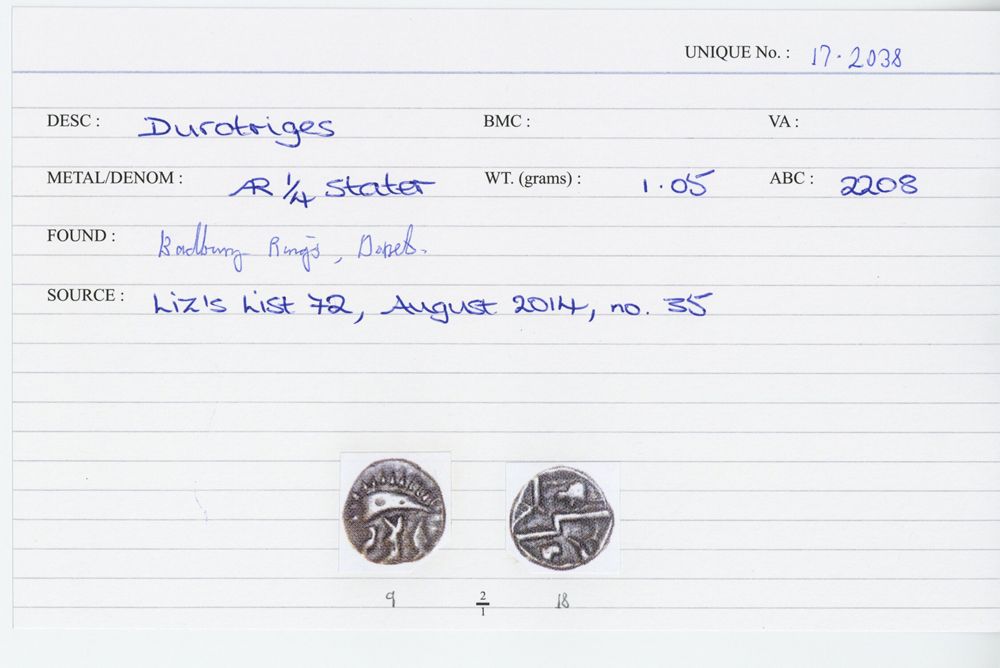 UNIQUE No. : 17·2038
DESC : Durotriges BMC : VA :
METAL/DENOM : AR 1/4 Stater WT. (grams) : 1.05 ABC : 2208
FOUND : Badbury Rings, Dorset.
SOURCE : Liz's List 72, August 2014, no. 35
9 2/1 18